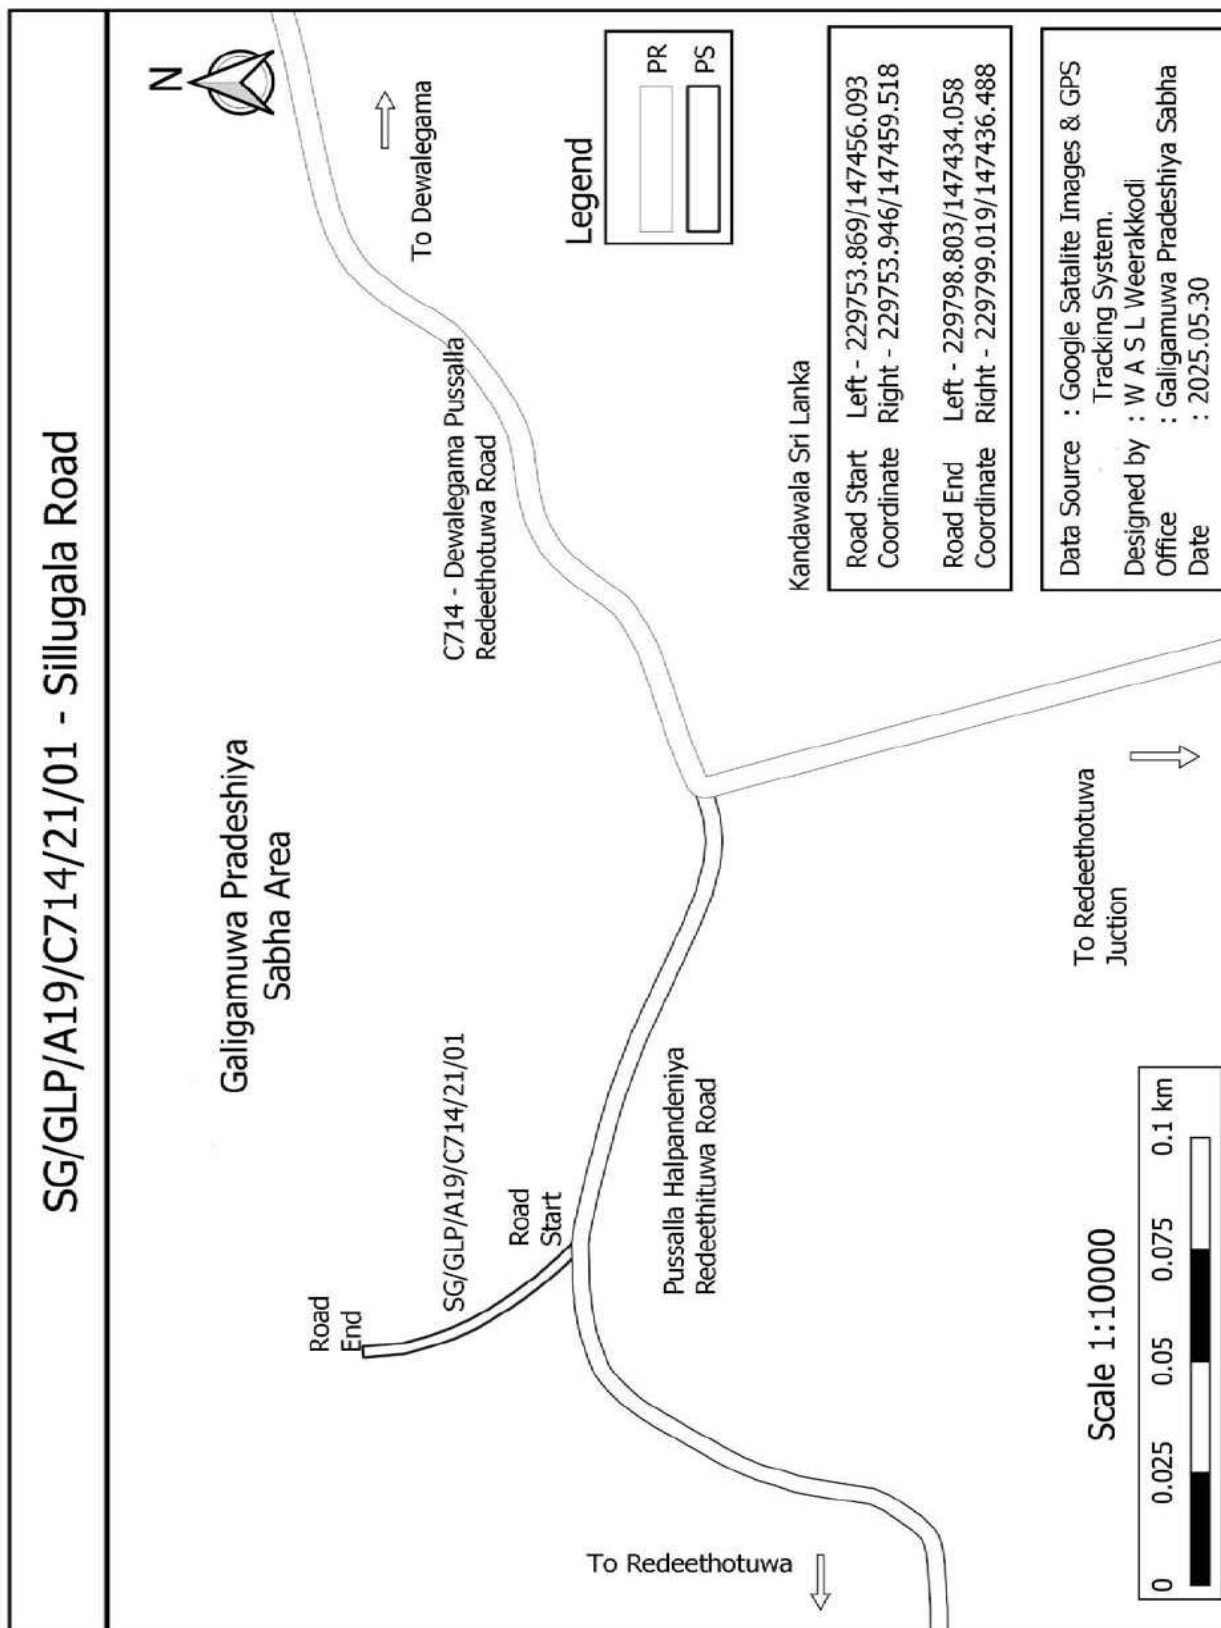 SG/GLP/A19/C714/21/01 - Sillugala Road
N
Galigamuwa Pradeshiya
Sabha Area
To Dewalegama
C714 - Dewalegama Pussalla
Redeethotuwa Road
Road
End
SG/GLP/A19/C714/21/01
Road
Start
Pussalla Halpandeniya
Redeethituwa Road
To Redeethotuwa
To Redeethotuwa
Juction
Legend
PR
PS
Kandawala Sri Lanka
Road Start Left - 229753.869/147456.093
Coordinate Right - 229753.946/147459.518
Road End Left - 229798.803/147434.058
Coordinate Right - 229799.019/147436.488
Scale 1:10000
0 0.025 0.05 0.075 0.1 km
Data Source : Google Satalite Images & GPS
Tracking System.
Designed by : W A S L Weerakkodi
Office : Galigamuwa Pradeshiya Sabha
Date : 2025.05.30